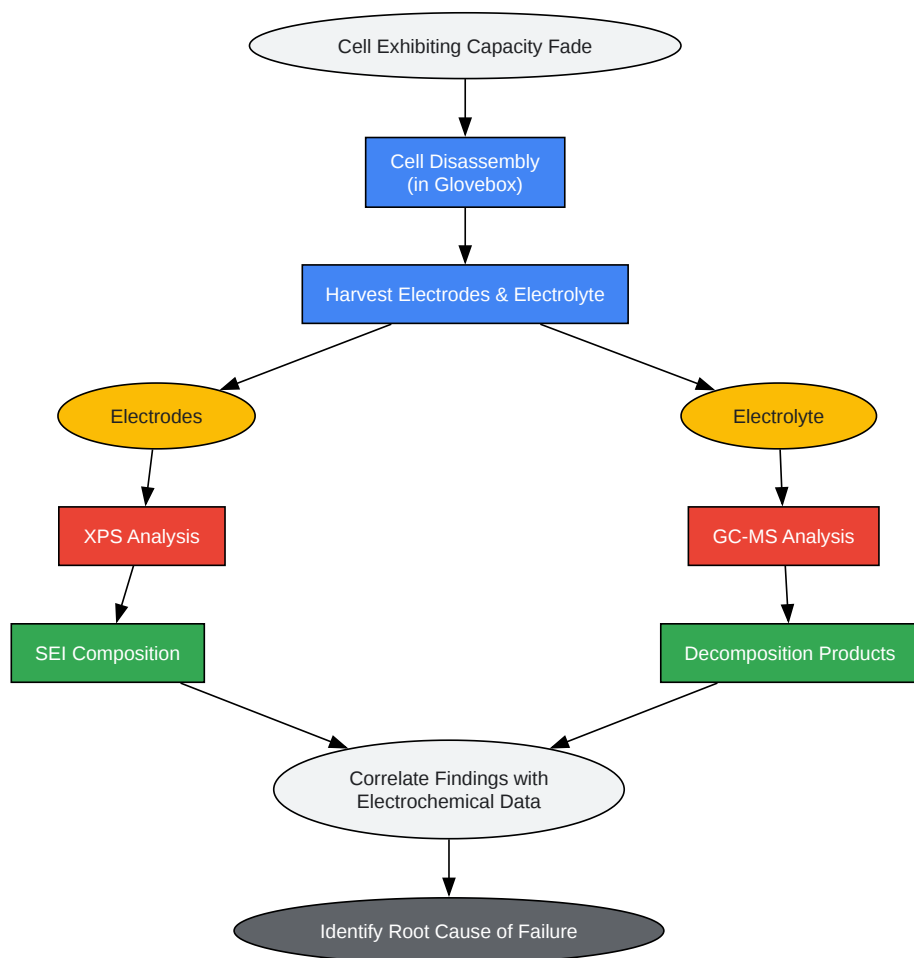 Cell Exhibiting Capacity Fade
Cell Disassembly
(in Glovebox)
Harvest Electrodes & Electrolyte
Electrodes
Electrolyte
XPS Analysis
GC-MS Analysis
SEI Composition
Decomposition Products
Correlate Findings with
Electrochemical Data
Identify Root Cause of Failure